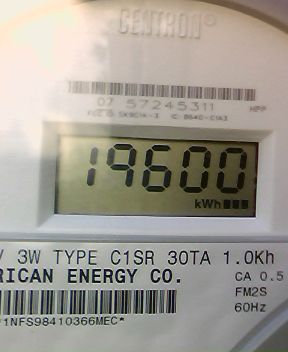 CENTRON®
07 57245311 HPP
19600
kWh
V 3W TYPE C1SR 30TA 1.0Kh
RICAN ENERGY CO. CA 0.5
FM2S
60Hz
*1NFS98410366MEC*